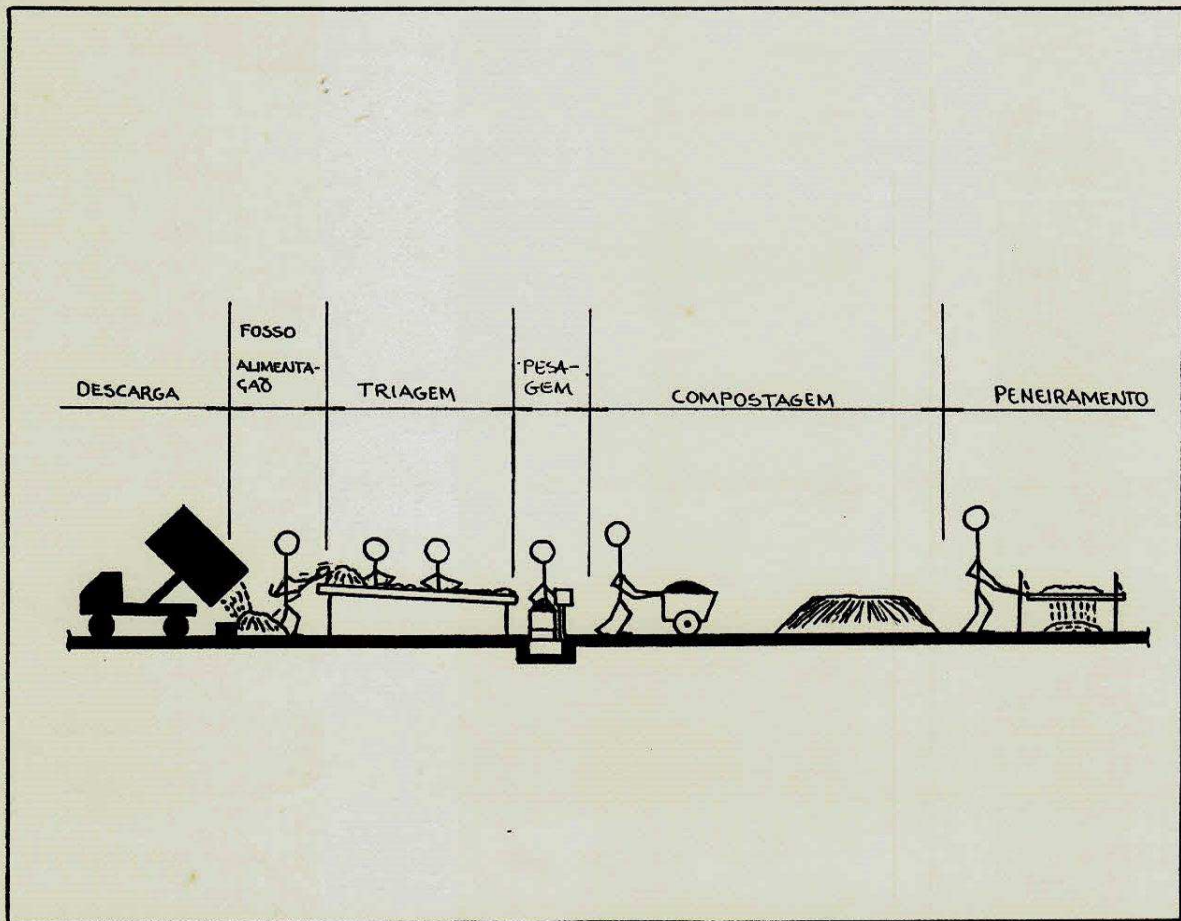 DESCARGA
FOSSO
ALIMENTA-
ÇAÕ
TRIAGEM
PESA-
GEM
COMPOSTAGEM
PENEIRAMENTO